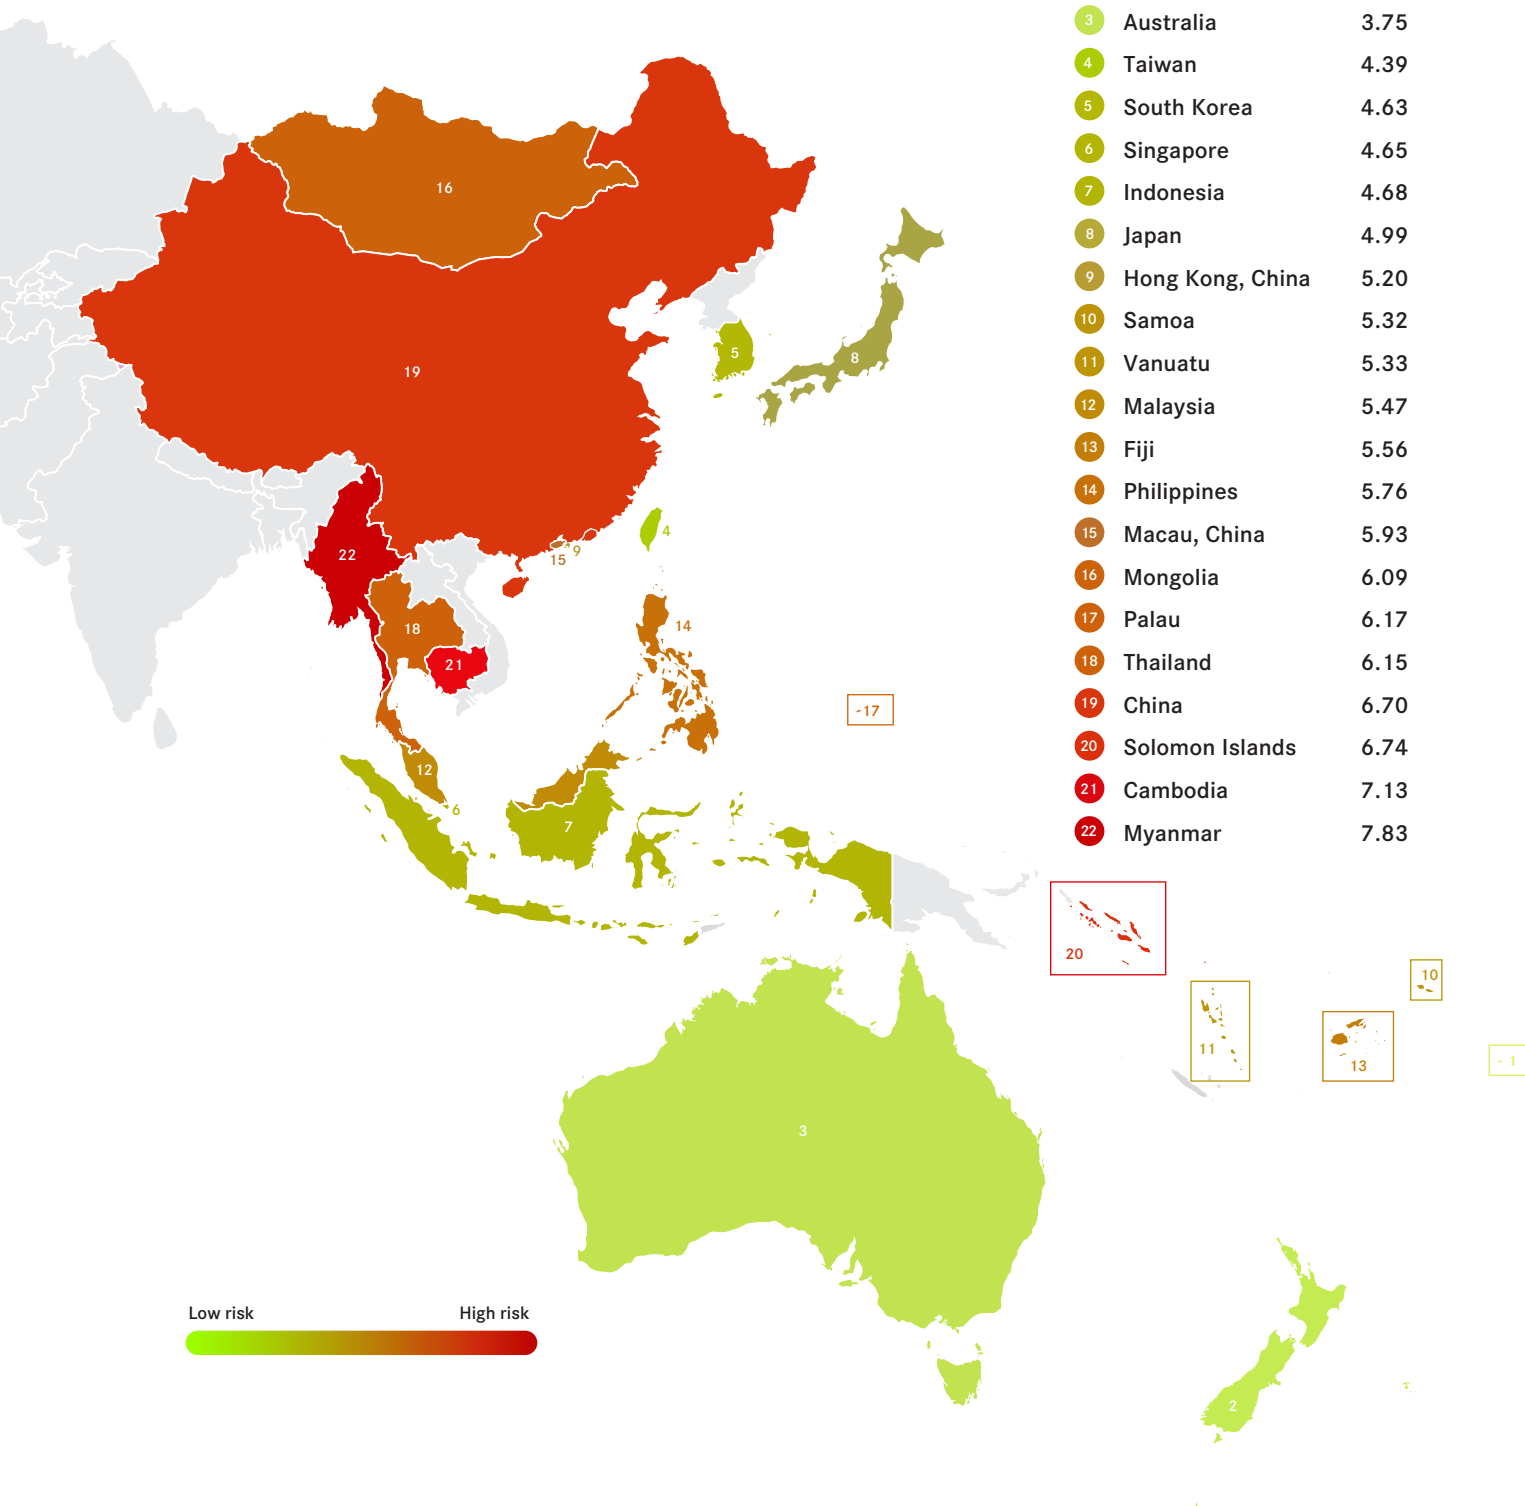 3 Australia 3.75
4 Taiwan 4.39
5 South Korea 4.63
6 Singapore 4.65
7 Indonesia 4.68
8 Japan 4.99
9 Hong Kong, China 5.20
10 Samoa 5.32
11 Vanuatu 5.33
12 Malaysia 5.47
13 Fiji 5.56
14 Philippines 5.76
15 Macau, China 5.93
16 Mongolia 6.09
17 Palau 6.17
18 Thailand 6.15
19 China 6.70
20 Solomon Islands 6.74
21 Cambodia 7.13
22 Myanmar 7.83
16
5
8
19
4
9
15
22
14
18
21
17
12
6
7
20
10
11
13
1
3
2
Low risk High risk